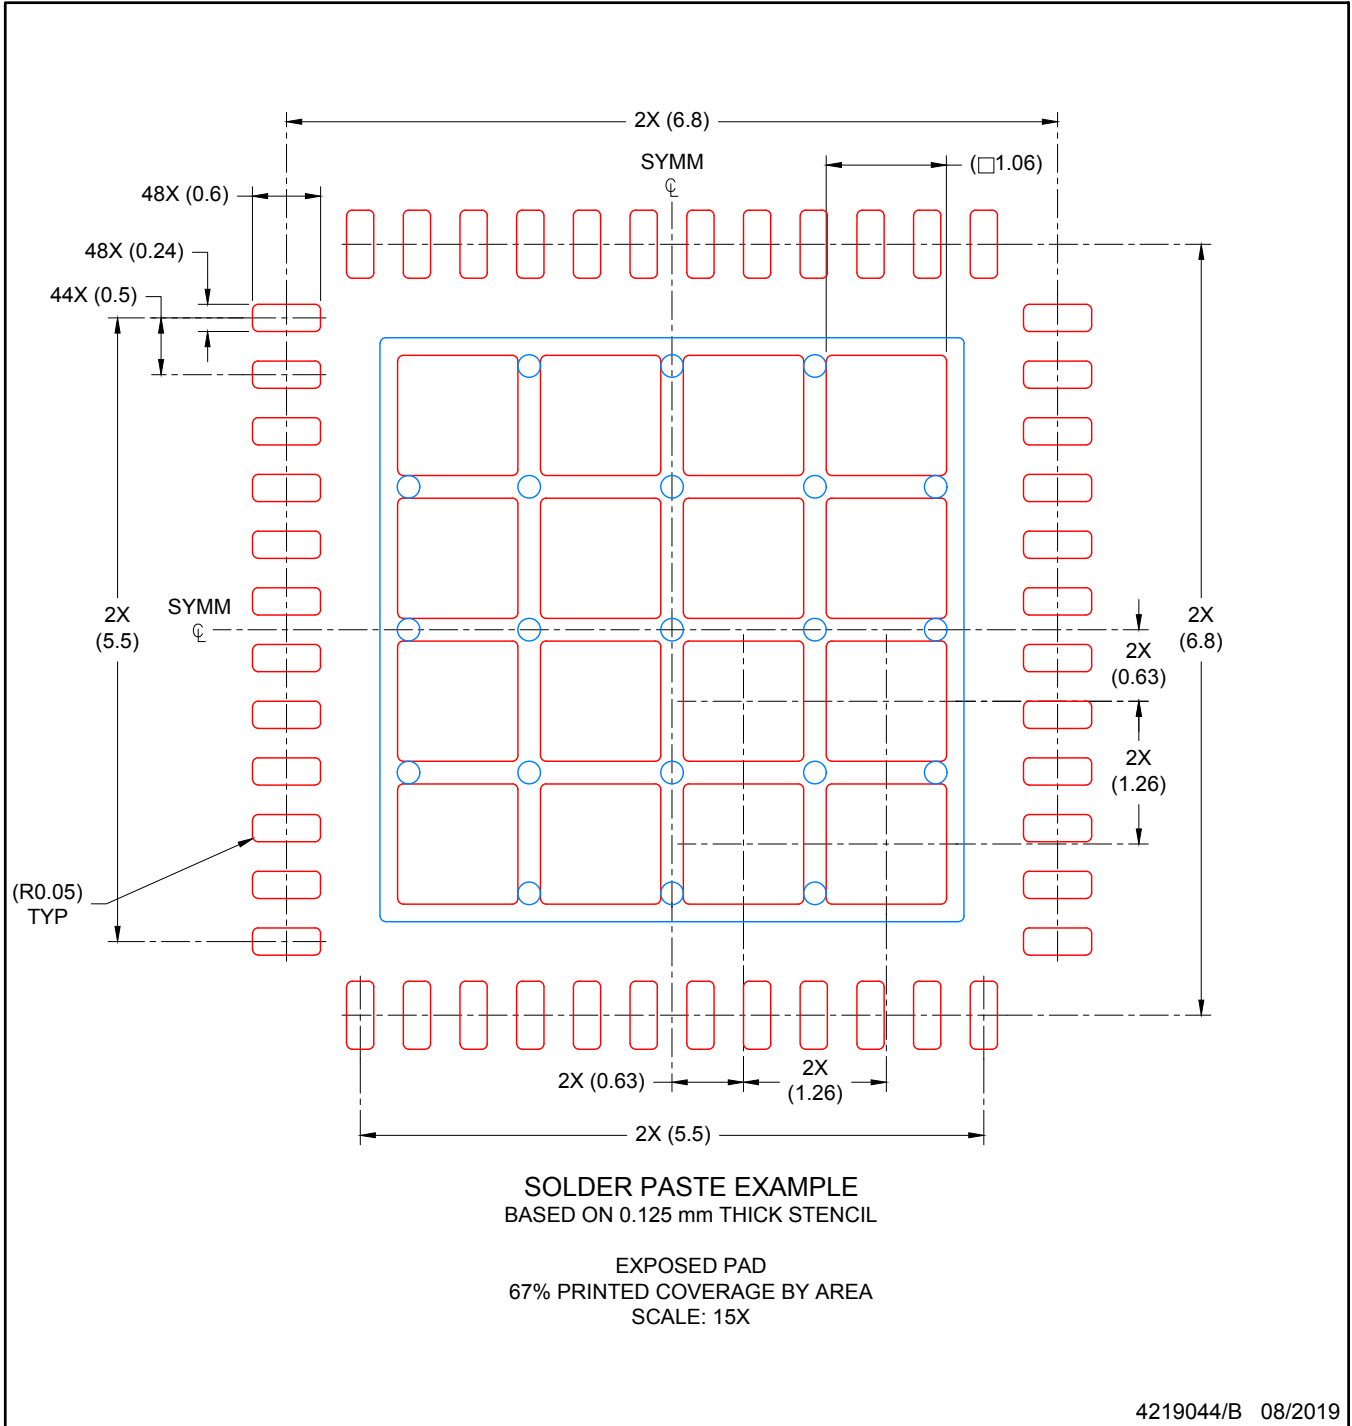 2X (6.8)
SYMM
℄
(□1.06)
48X (0.6)
48X (0.24)
44X (0.5)
2X
(5.5)
SYMM
℄
2X
(0.63)
2X
(6.8)
2X
(1.26)
(R0.05)
TYP
2X (0.63)
2X
(1.26)
2X (5.5)
SOLDER PASTE EXAMPLE
BASED ON 0.125 mm THICK STENCIL
EXPOSED PAD
67% PRINTED COVERAGE BY AREA
SCALE: 15X
4219044/B 08/2019